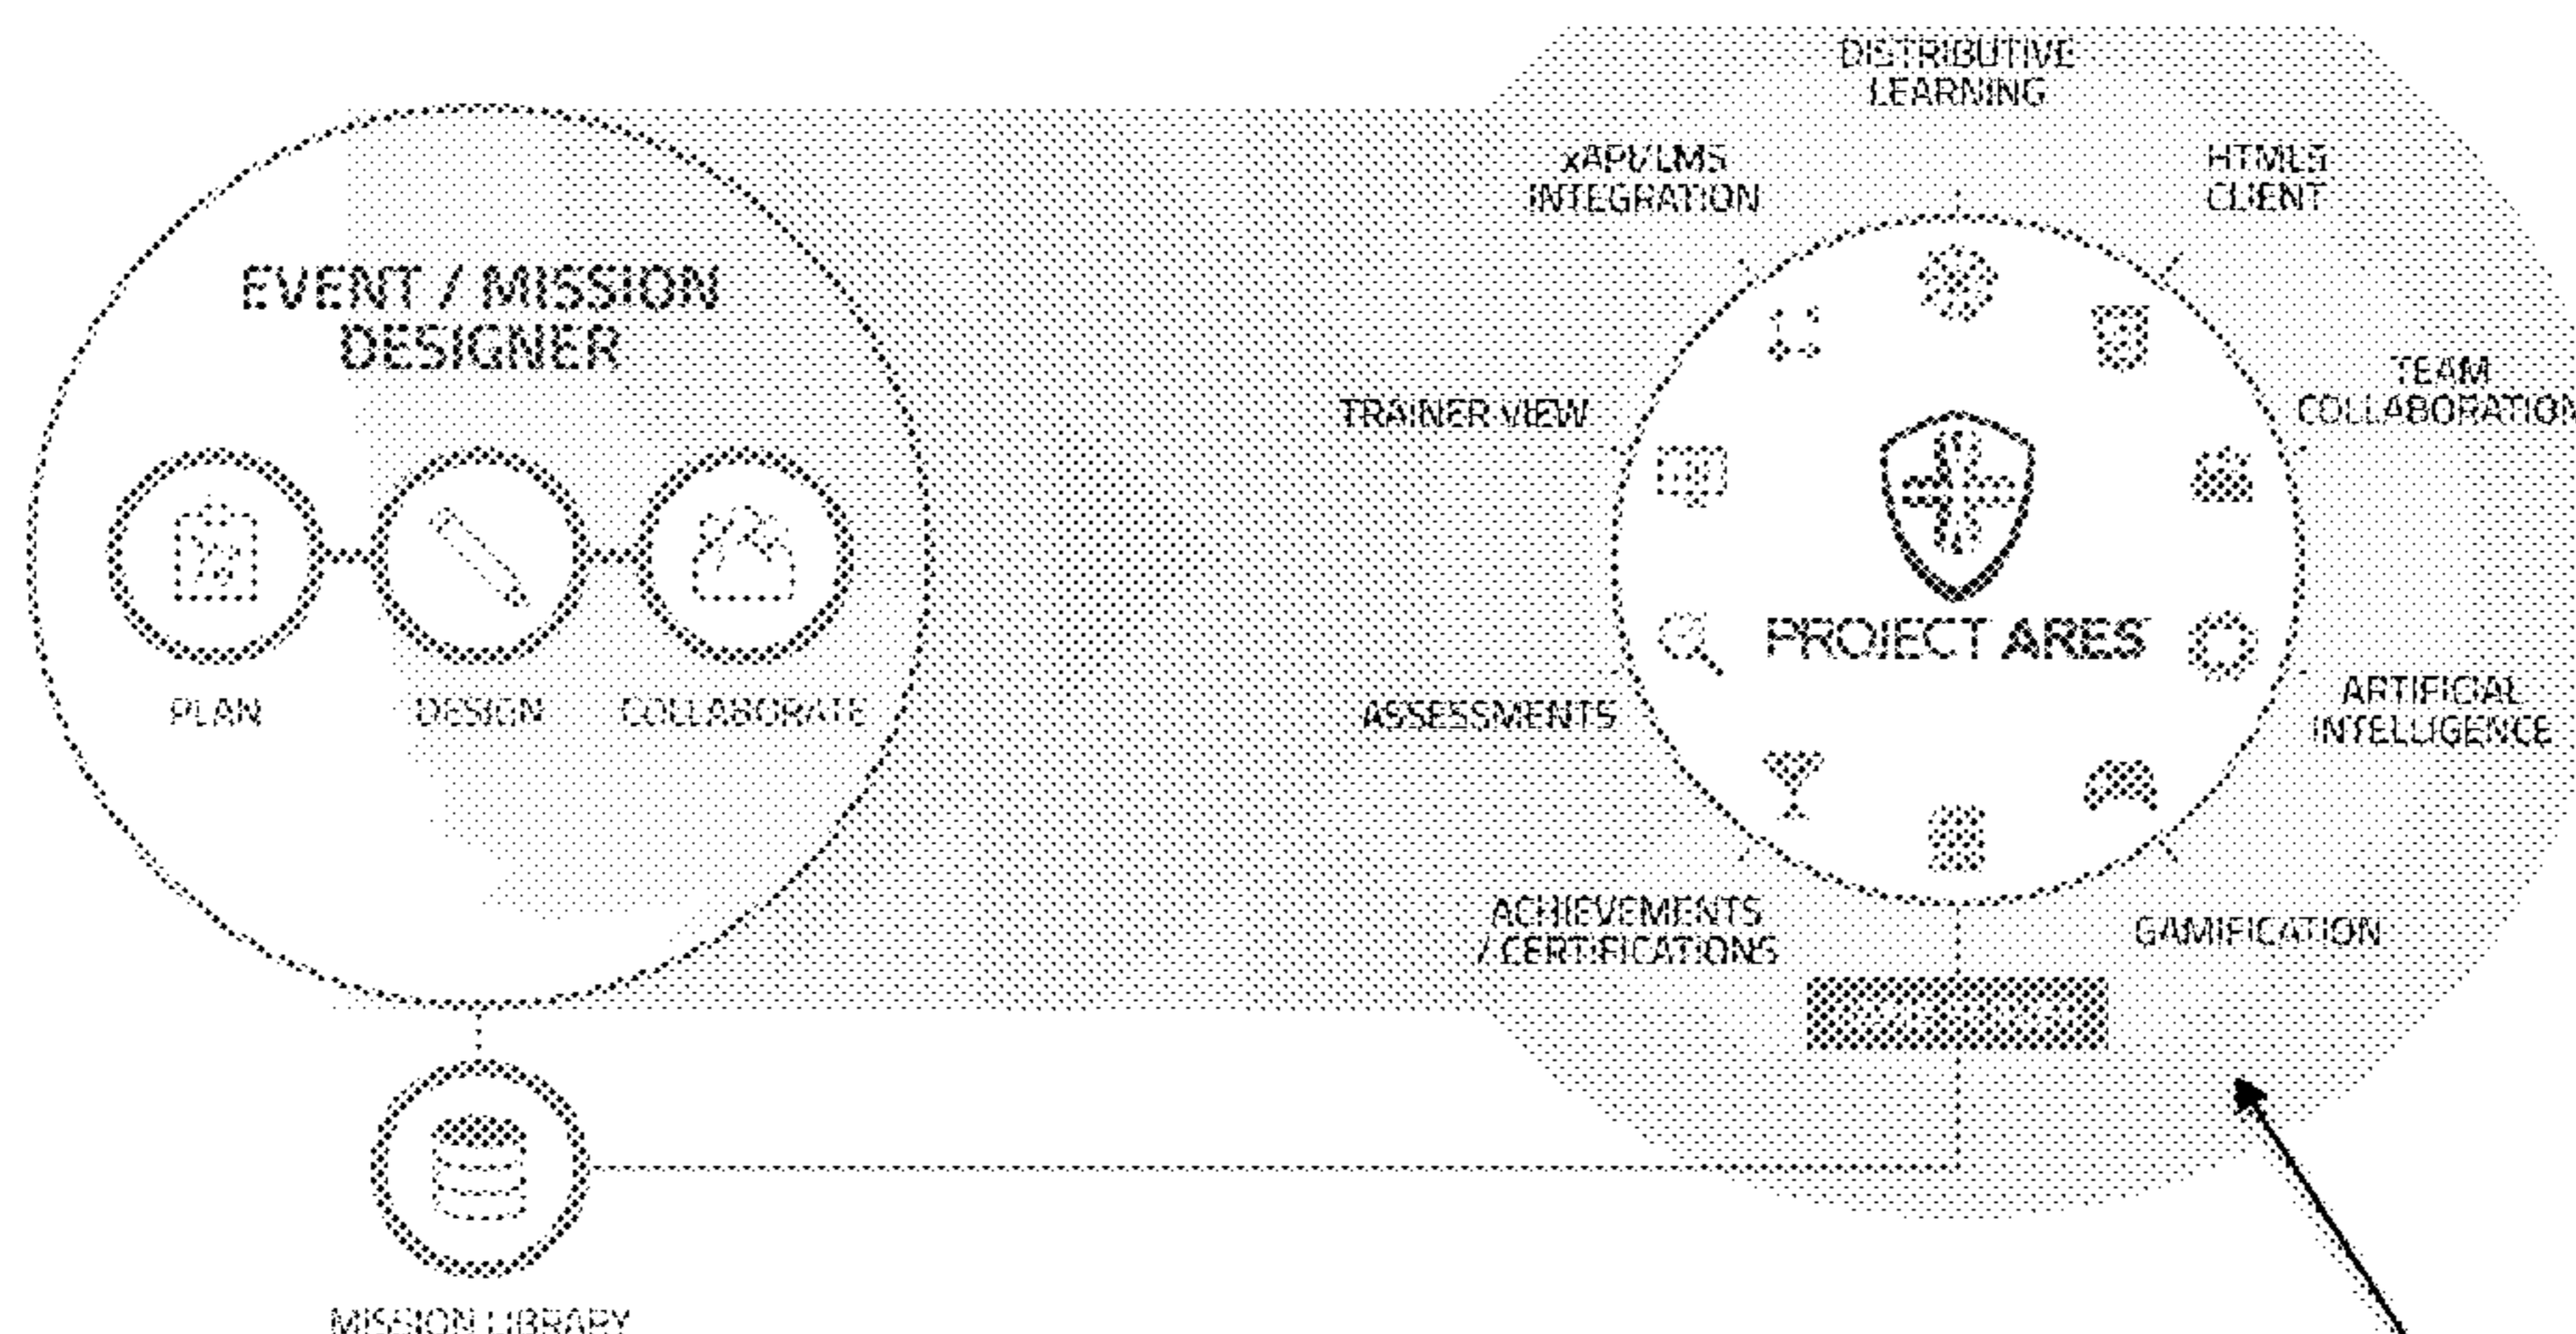 DISTRIBUTIVE
LEARNING
xAPI/LMS
INTEGRATION
HTML5
CLIENT
EVENT / MISSION
DESIGNER
TRAINER VIEW
TEAM
COLLABORATION
PROJECT ARES
PLAN
DESIGN
COLLABORATE
ASSESSMENTS
ARTIFICIAL
INTELLIGENCE
ACHIEVEMENTS
/ CERTIFICATIONS
GAMIFICATION
MISSION LIBRARY